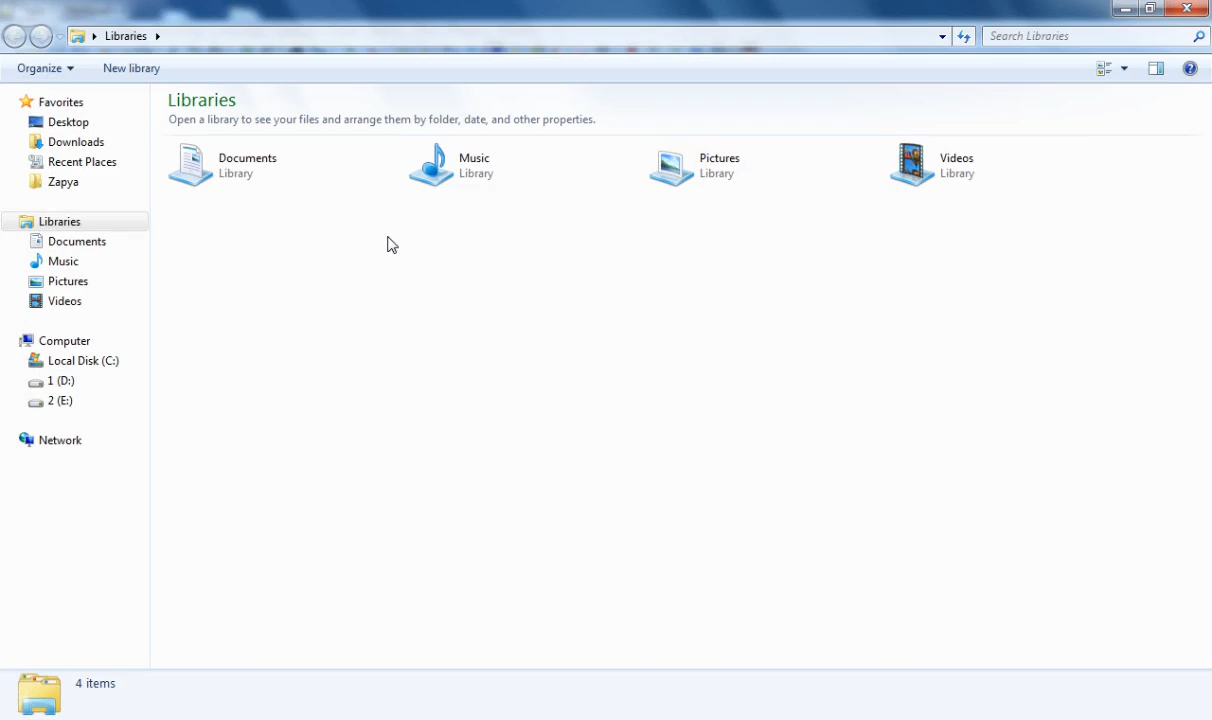 Libraries
Search Libraries
Organize
New library
Favorites
Desktop
Downloads
Recent Places
Zapya
Libraries
Documents
Music
Pictures
Videos
Computer
Local Disk (C:)
1 (D:)
2 (E:)
Network
Libraries
Open a library to see your files and arrange them by folder, date, and other properties.
Documents
Library
Music
Library
Pictures
Library
Videos
Library
4 items